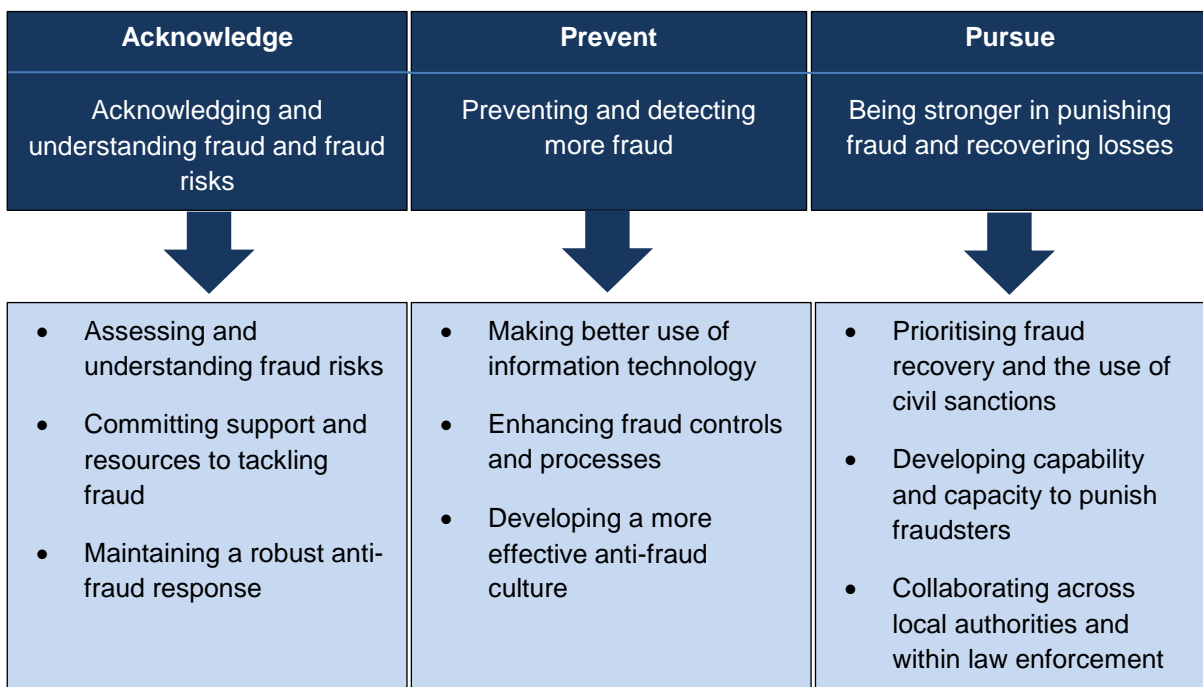 Acknowledge
Acknowledging and
understanding fraud and fraud
risks
Prevent
Preventing and detecting
more fraud
Pursue
Being stronger in punishing
fraud and recovering losses
• Assessing and
understanding fraud risks
• Committing support and
resources to tackling
fraud
• Maintaining a robust anti-
fraud response
• Making better use of
information technology
• Enhancing fraud controls
and processes
• Developing a more
effective anti-fraud
culture
• Prioritising fraud
recovery and the use of
civil sanctions
• Developing capability
and capacity to punish
fraudsters
• Collaborating across
local authorities and
within law enforcement